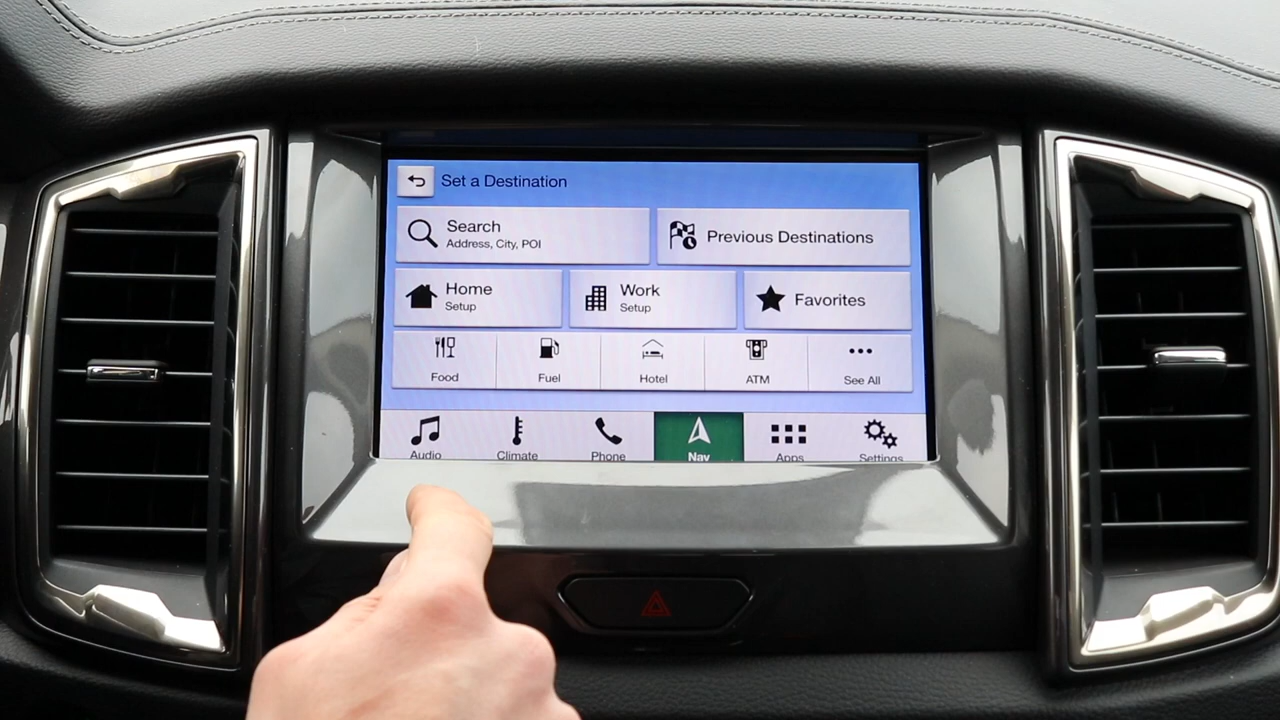 Set a Destination
Search
Address, City, POI
Previous Destinations
Home
Setup
Work
Setup
Favorites
Food
Fuel
Hotel
ATM
See All
Audio
Climate
Phone
Nav
Apps
Settings